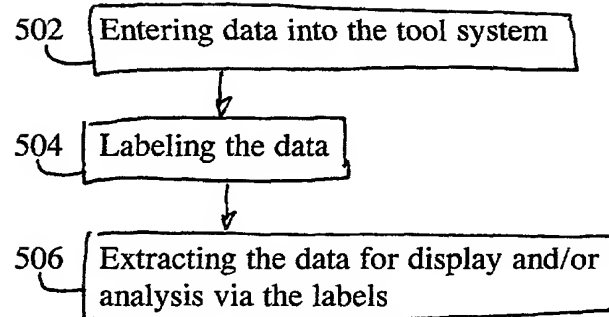 502 Entering data into the tool system
504 Labeling the data
506 Extracting the data for display and/or
analysis via the labels